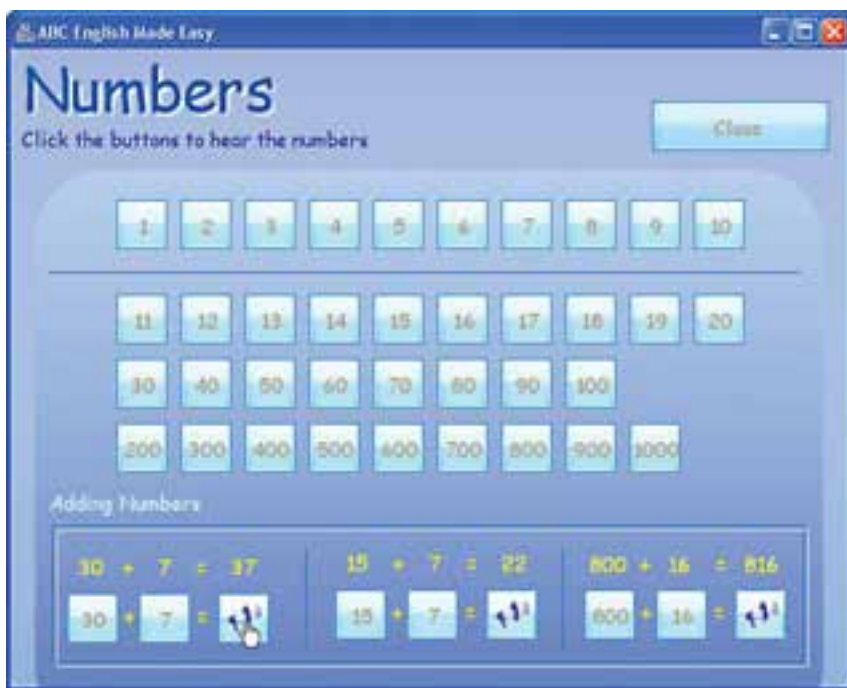 ABC English Made Easy
Numbers
Click the buttons to hear the numbers
Close
1 2 3 4 5 6 7 8 9 10
11 12 13 14 15 16 17 18 19 20
30 40 50 60 70 80 90 100
200 300 400 500 600 700 800 900 1000
Adding Numbers
30 + 7 = 37 15 + 7 = 22 800 + 16 = 816
30 + 7 = 15 + 7 = 800 + 16 =